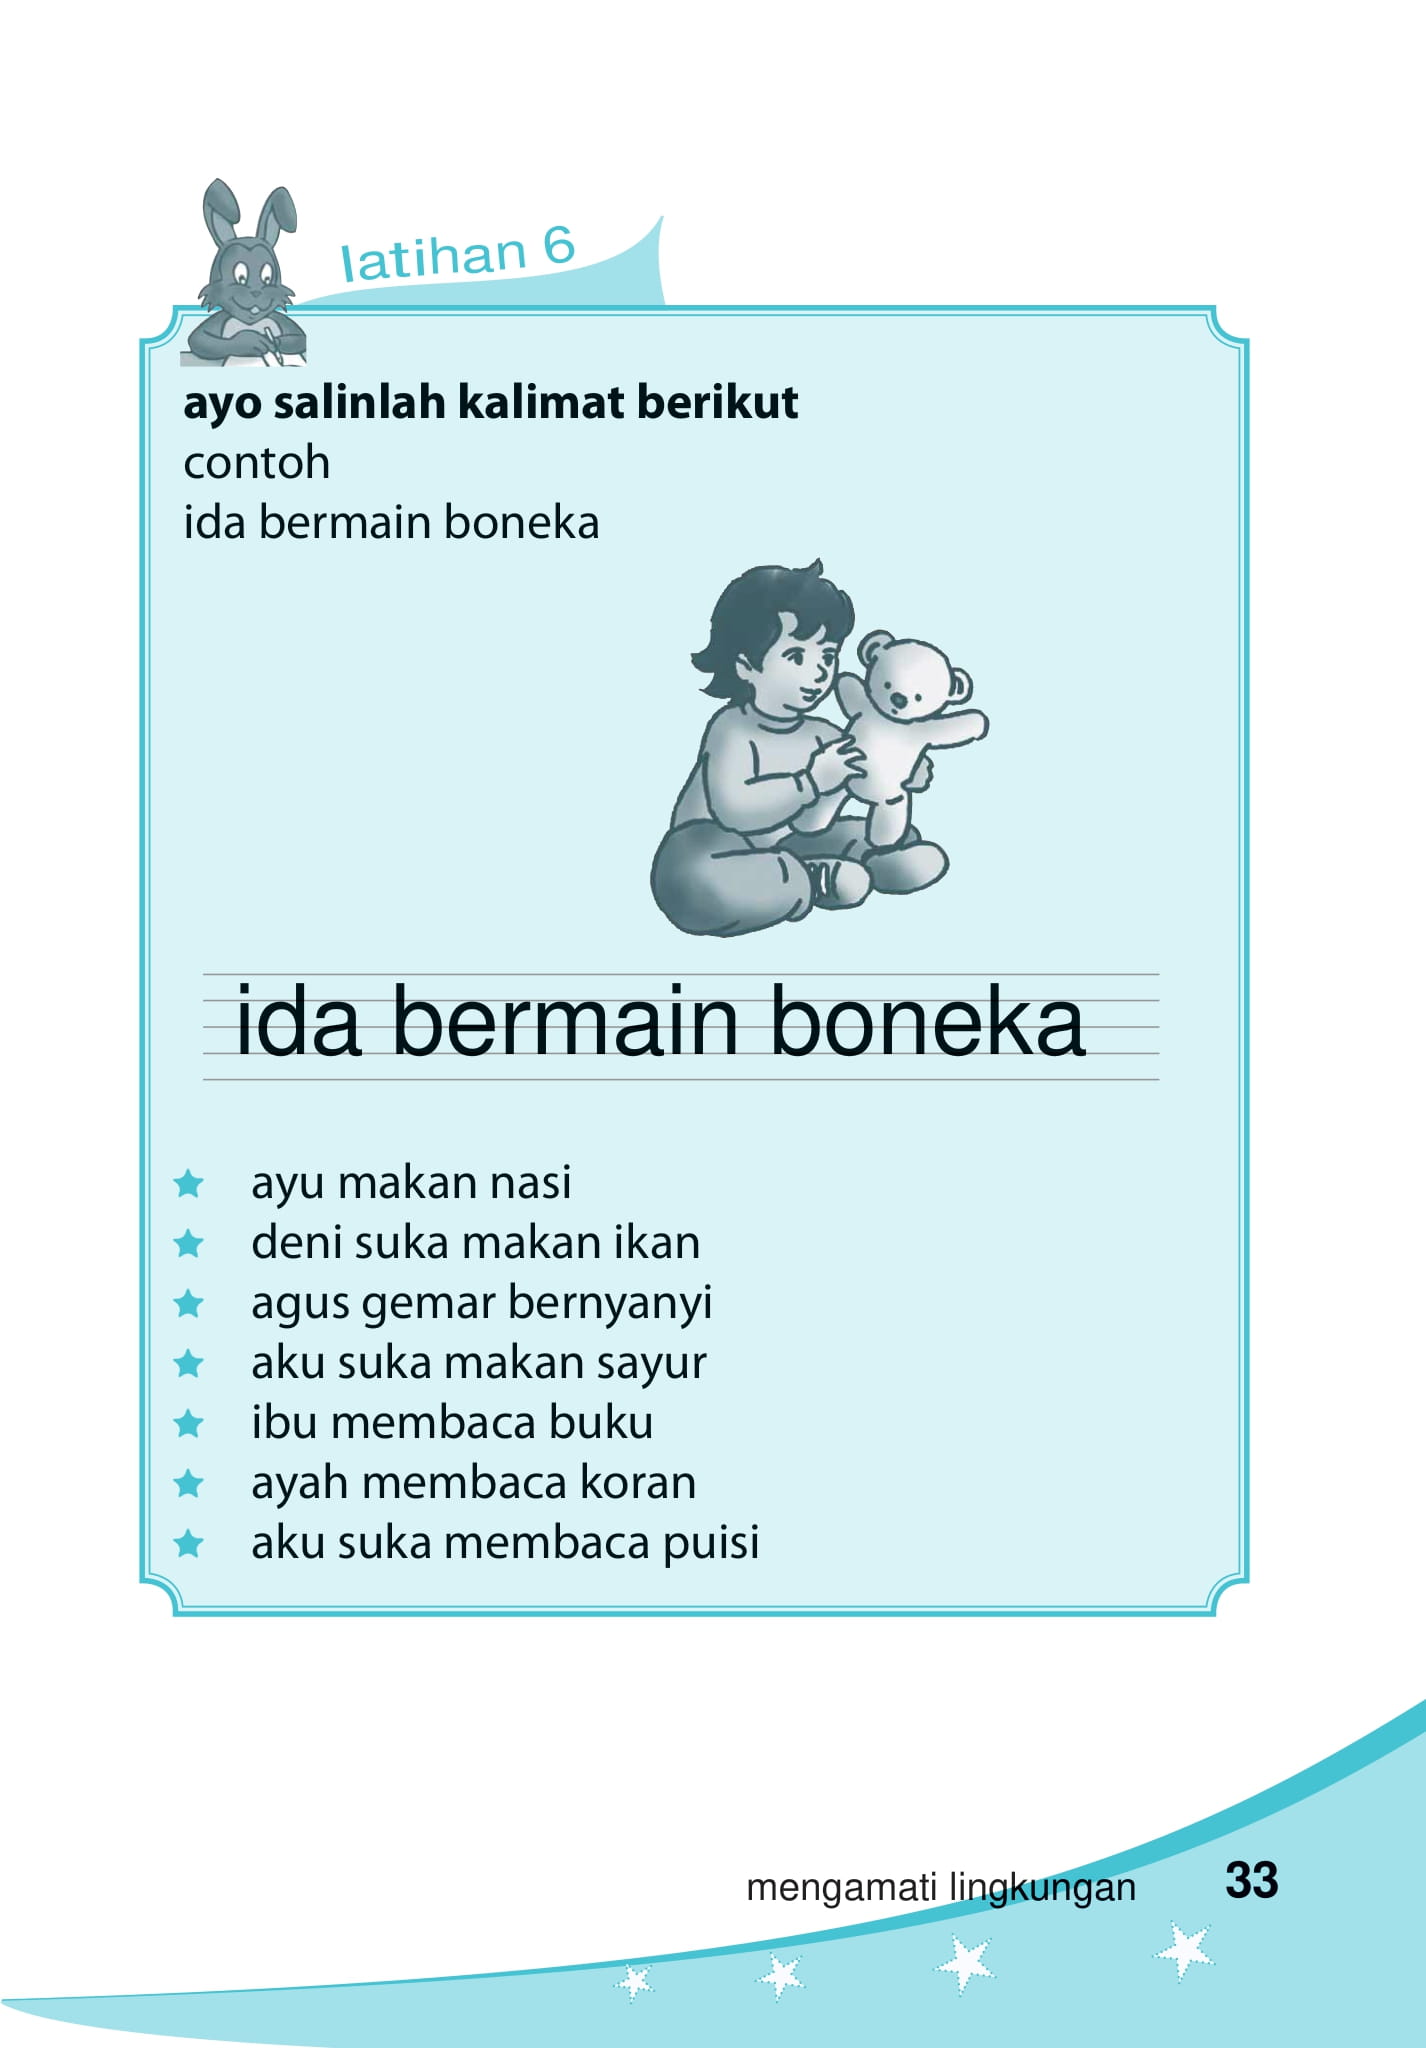 latihan 6
ayo salinlah kalimat berikut
contoh
ida bermain boneka
ida bermain boneka
ayu makan nasi
deni suka makan ikan
agus gemar bernyanyi
aku suka makan sayur
ibu membaca buku
ayah membaca koran
aku suka membaca puisi
mengamati lingkungan 33